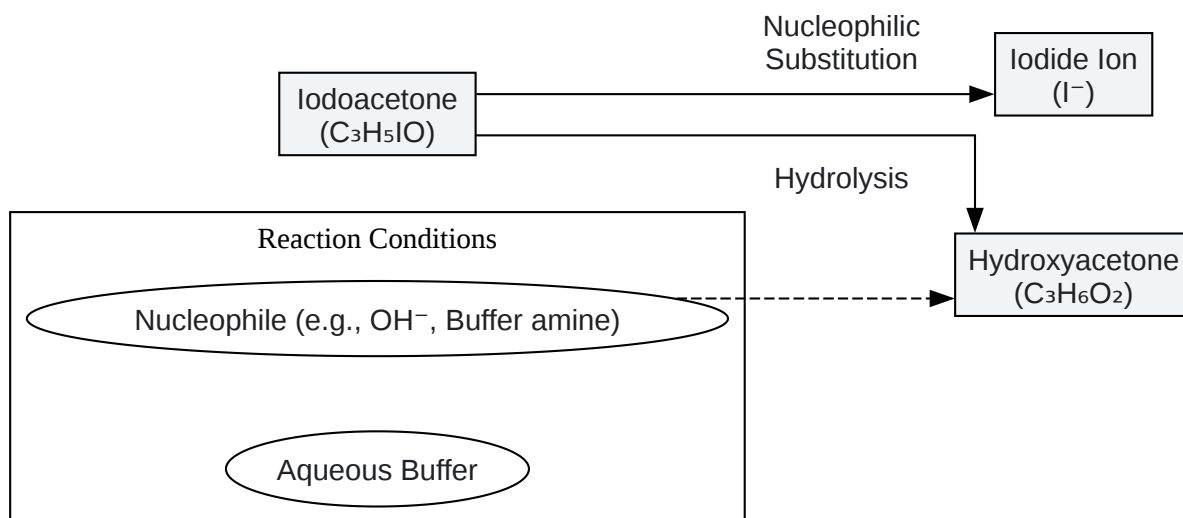 Nucleophilic
Substitution
Iodide Ion
(I⁻)
Iodoacetone
(C₃H₅IO)
Hydrolysis
Reaction Conditions
Hydroxyacetone
(C₃H₆O₂)
Nucleophile (e.g., OH⁻, Buffer amine)
Aqueous Buffer